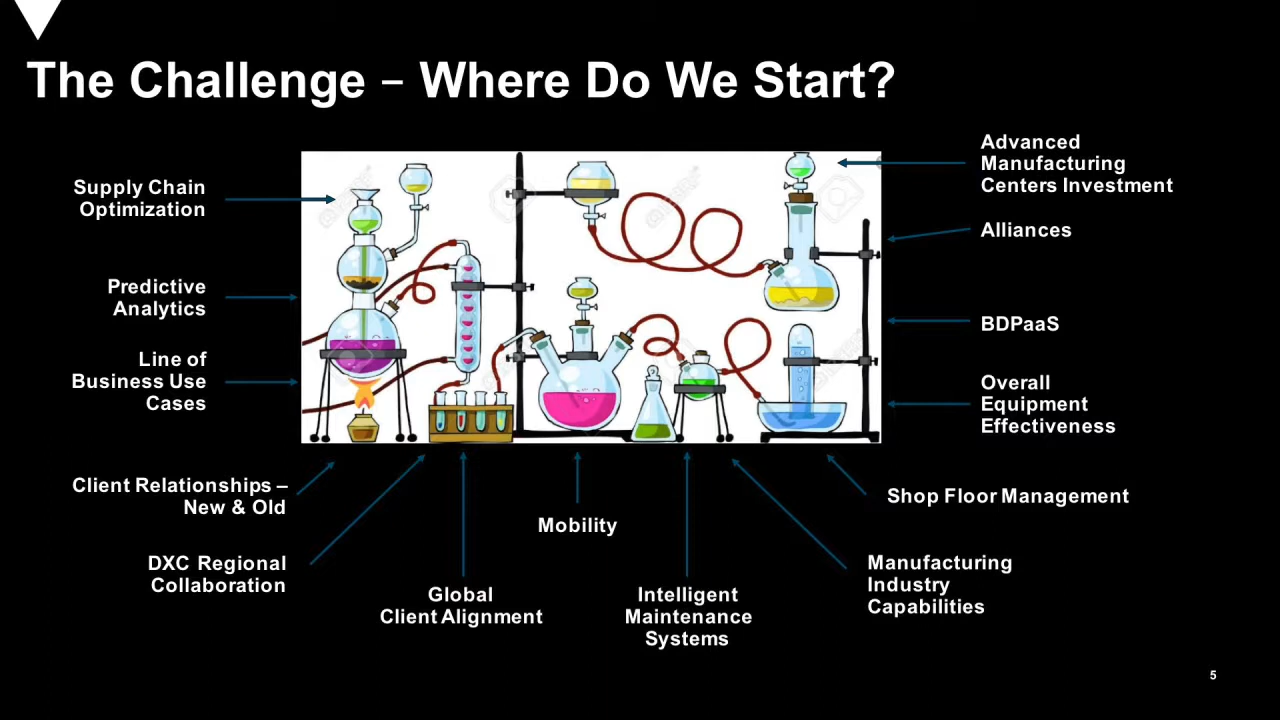 The Challenge – Where Do We Start?
Supply Chain
Optimization
Predictive
Analytics
Line of
Business Use
Cases
Client Relationships –
New & Old
DXC Regional
Collaboration
Global
Client Alignment
Mobility
Intelligent
Maintenance
Systems
Manufacturing
Industry
Capabilities
Shop Floor Management
Overall
Equipment
Effectiveness
BDPaaS
Alliances
Advanced
Manufacturing
Centers Investment
5